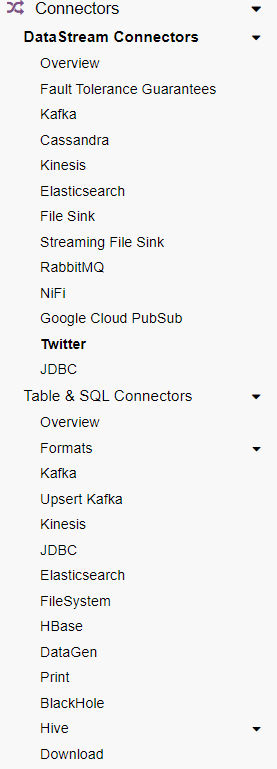 Connectors
DataStream Connectors
Overview
Fault Tolerance Guarantees
Kafka
Cassandra
Kinesis
Elasticsearch
File Sink
Streaming File Sink
RabbitMQ
NiFi
Google Cloud PubSub
Twitter
JDBC
Table & SQL Connectors
Overview
Formats
Kafka
Upsert Kafka
Kinesis
JDBC
Elasticsearch
FileSystem
HBase
DataGen
Print
BlackHole
Hive
Download